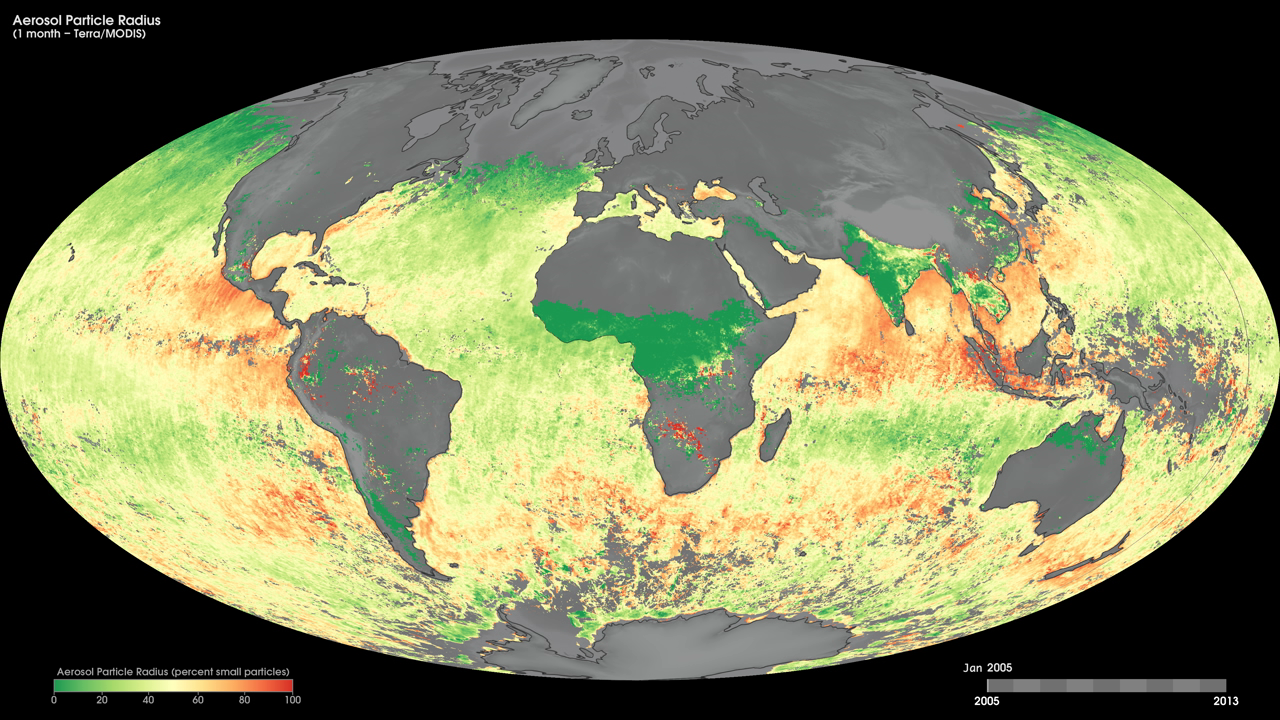 Aerosol Particle Radius
(1 month – Terra/MODIS)
Aerosol Particle Radius (percent small particles)
0 20 40 60 80 100
Jan 2005
2005 2013